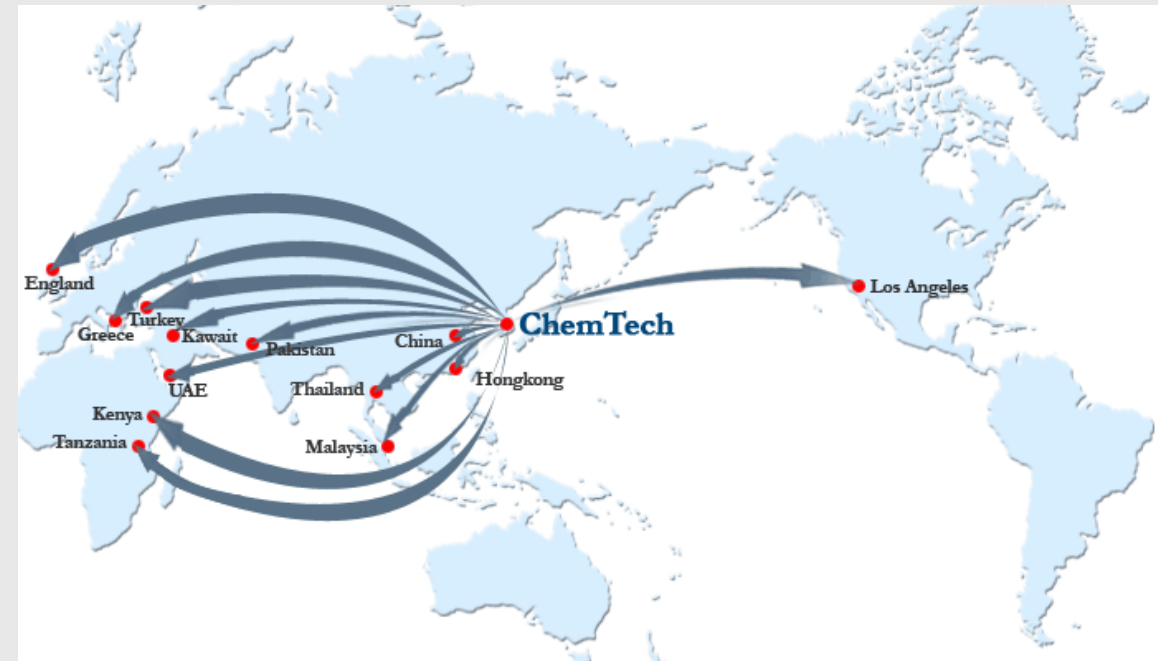 England
Los Angeles
Turkey
Greece
Kawait
ChemTech
China
Pakistan
Hongkong
UAE
Thailand
Kenya
Tanzania
Malaysia